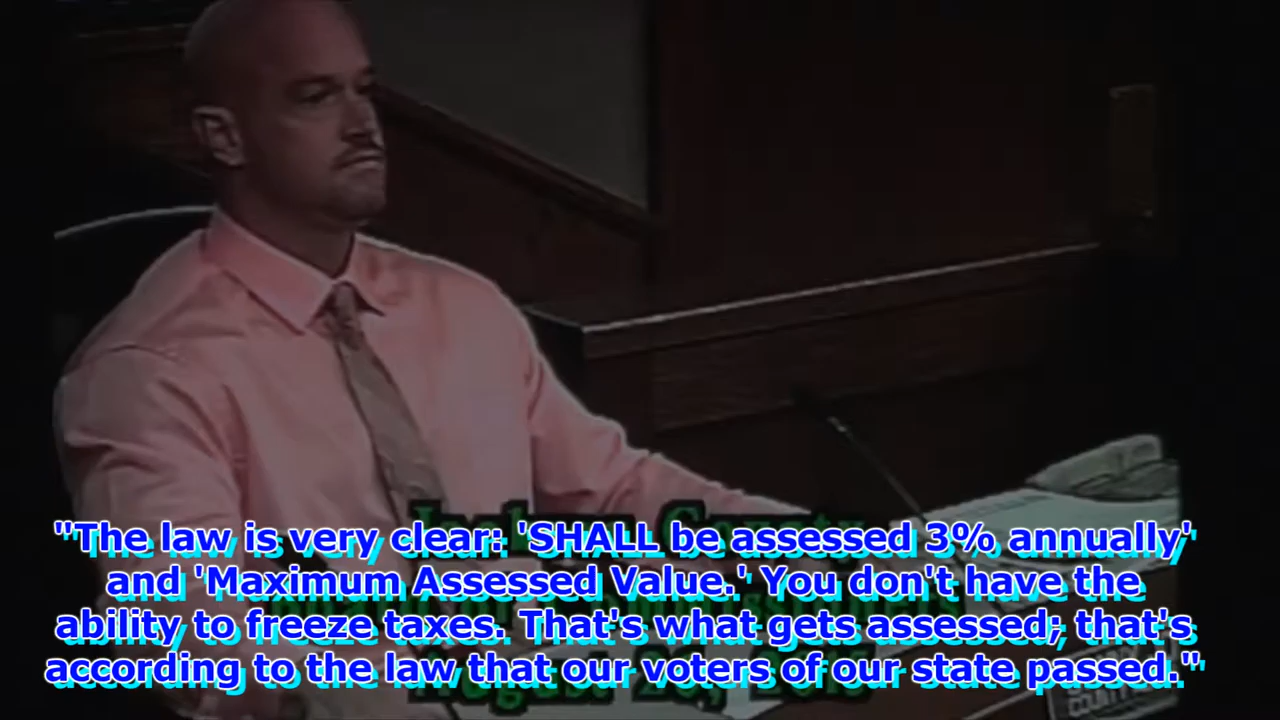 "The law is very clear: 'SHALL be assessed 3% annually'
and 'Maximum Assessed Value.' You don't have the
ability to freeze taxes. That's what gets assessed; that's
according to the law that our voters of our state passed."